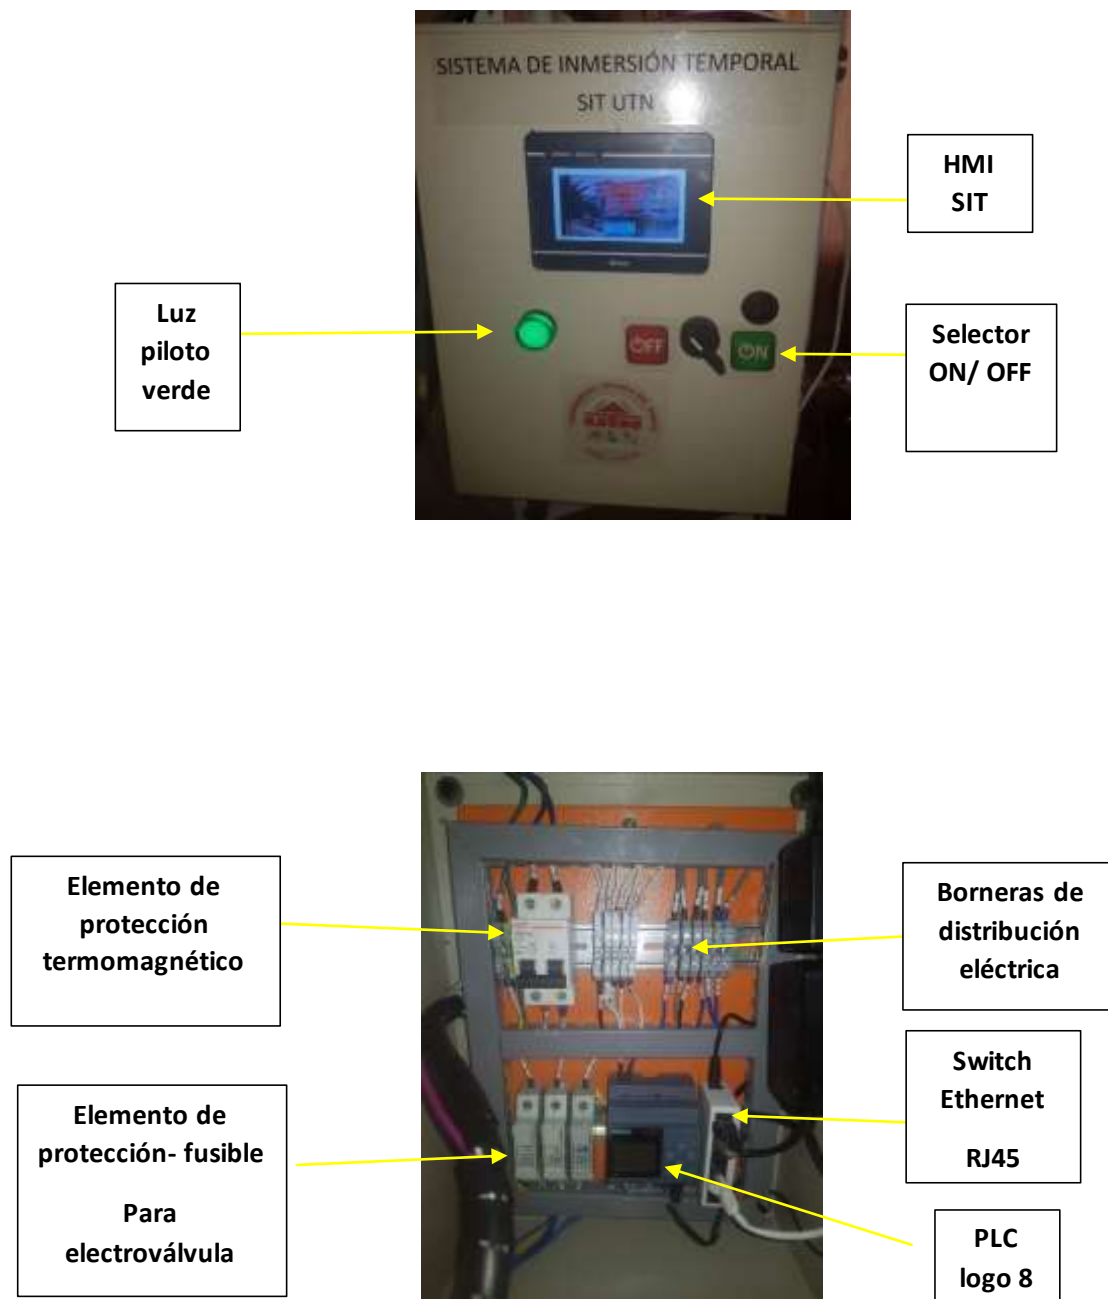 SISTEMA DE INMERSIÓN TEMPORAL
SIT UTN
HMI
SIT
Luz
piloto
verde
OFF
ON
Selector
ON/ OFF
Elemento de
protección
termomagnético
Borneras de
distribución
eléctrica
Switch
Ethernet
RJ45
Elemento de
protección- fusible
Para
electroválvula
PLC
logo 8